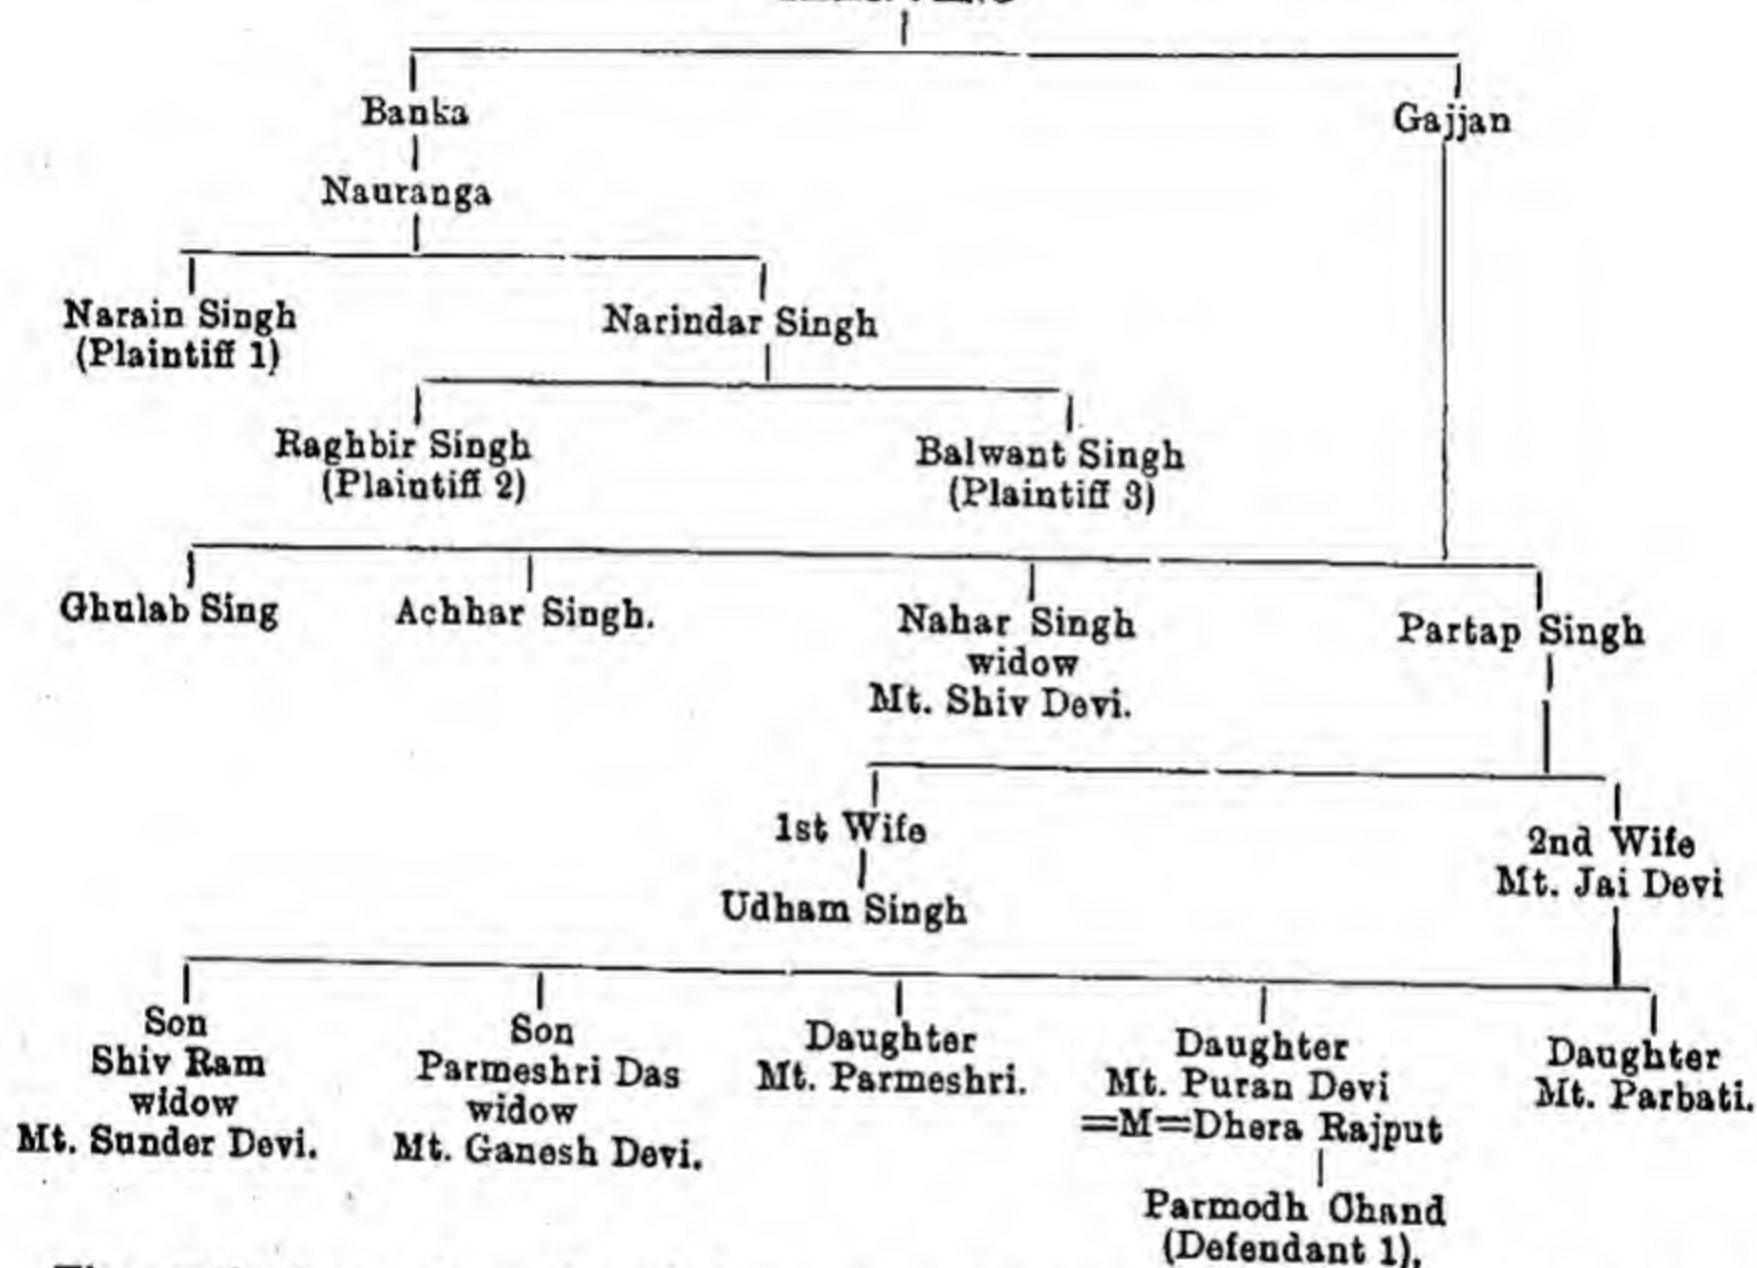 Banka
Gajjan
Nauranga
Narain Singh
(Plaintiff 1)
Narindar Singh
Raghbir Singh
(Plaintiff 2)
Balwant Singh
(Plaintiff 3)
Ghulab Sing
Achhar Singh.
Nahar Singh
widow
Mt. Shiv Devi.
Partap Singh
1st Wife
Udham Singh
2nd Wife
Mt. Jai Devi
Son
Shiv Ram
widow
Mt. Sunder Devi.
Son
Parmeshri Das
widow
Mt. Ganesh Devi.
Daughter
Mt. Parmeshri.
Daughter
Mt. Puran Devi
=M=Dhera Rajput
Daughter
Mt. Parbati.
Parmodh Chand
(Defendant 1),